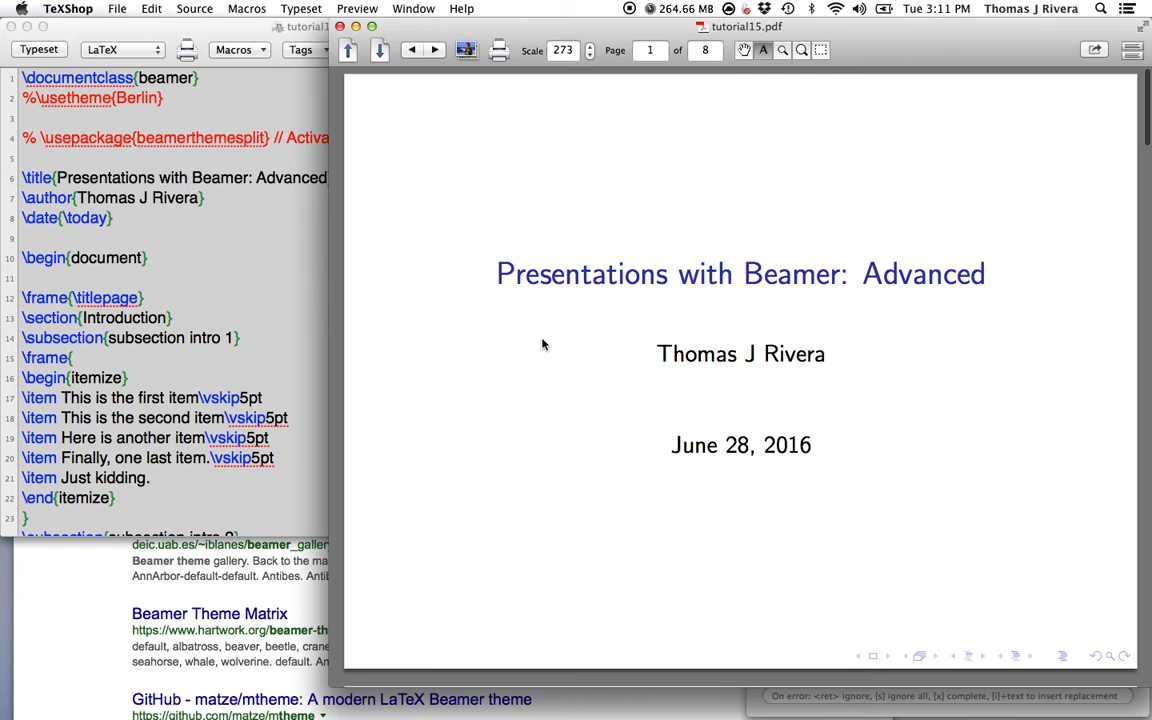 TeXShop File Edit Source Macros Typeset Preview Window Help 264.66 MB Tue 3:11 PM Thomas J Rivera
tutorial1
tutorial15.pdf
Typeset LaTeX Macros Tags
Scale 273 Page 1 of 8
1 \documentclass{beamer}
2 %\usetheme{Berlin}
3
4 % \usepackage{beamerthemesplit} // Activa
5
6 \title{Presentations with Beamer: Advanced
7 \author{Thomas J Rivera}
8 \date{\today}
9
10 \begin{document}
11
12 \frame{\titlepage}
13 \section{Introduction}
14 \subsection{subsection intro 1}
15 \frame{
16 \begin{itemize}
17 \item This is the first item\vskip5pt
18 \item This is the second item\vskip5pt
19 \item Here is another item\vskip5pt
20 \item Finally, one last item.\vskip5pt
21 \item Just kidding.
22 \end{itemize}
23 }
\subsection{subsection intro 2}
Presentations with Beamer: Advanced
Thomas J Rivera
June 28, 2016
deic.uab.es/~iblanes/beamer_gallery
Beamer theme gallery. Back to the ma
AnnArbor-default-default. Antibes. Antib
Beamer Theme Matrix
https://www.hartwork.org/beamer-th
default, albatross, beaver, beetle, crane
seahorse, whale, wolverine. default. An
GitHub - matze/mtheme: A modern LaTeX Beamer theme
https://github.com/matze/mtheme
On error: <ret> ignore, [s] ignore all, [x] complete, [i]+text to insert replacement